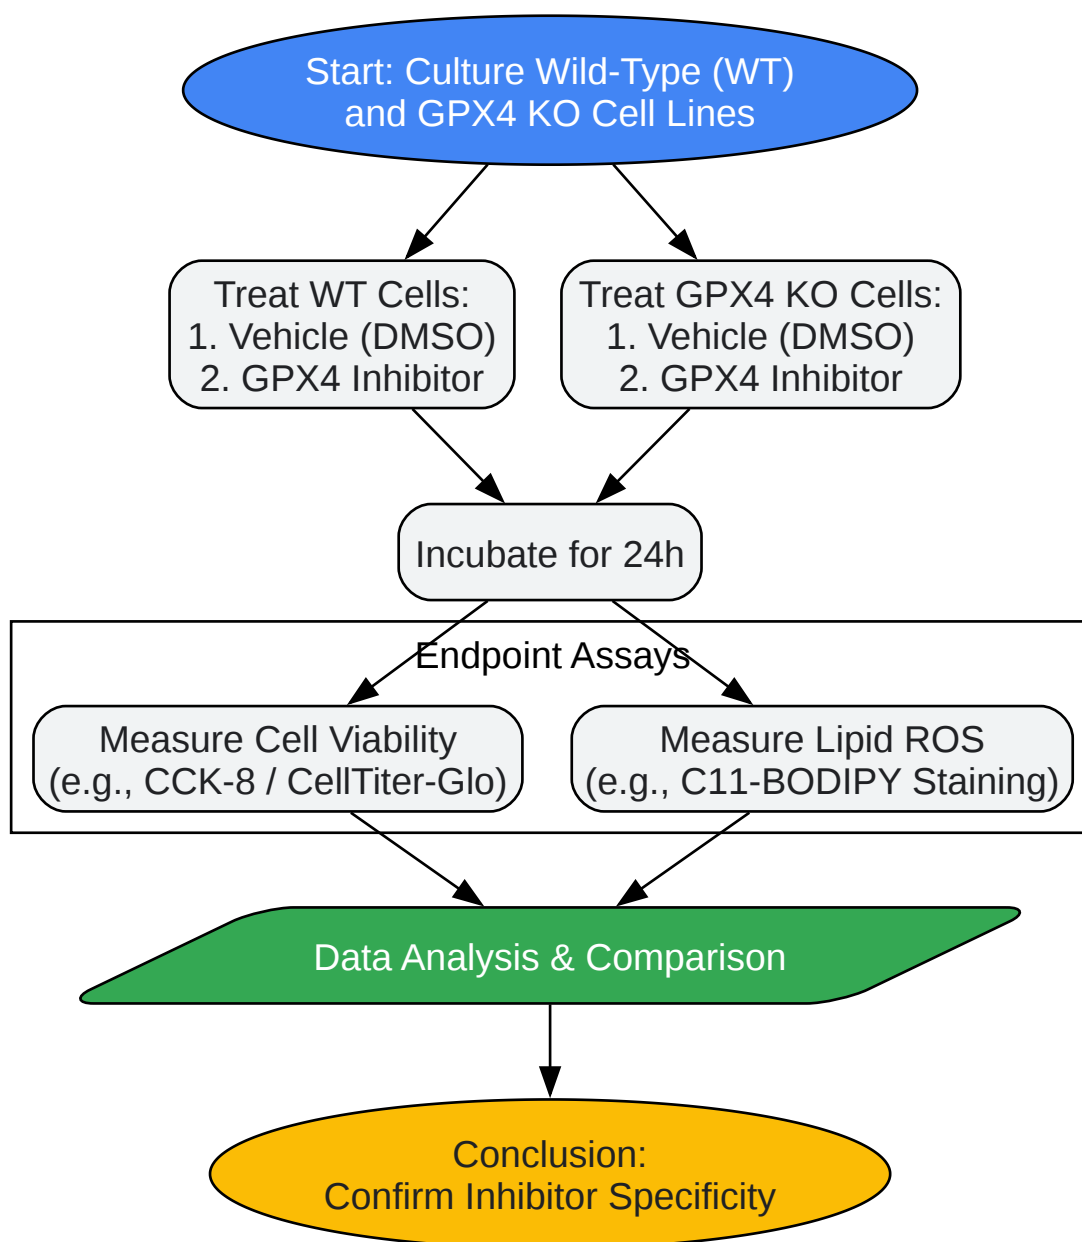 Start: Culture Wild-Type (WT)
and GPX4 KO Cell Lines
Treat WT Cells:
1. Vehicle (DMSO)
2. GPX4 Inhibitor
Treat GPX4 KO Cells:
1. Vehicle (DMSO)
2. GPX4 Inhibitor
Incubate for 24h
Endpoint Assays
Measure Cell Viability
(e.g., CCK-8 / CellTiter-Glo)
Measure Lipid ROS
(e.g., C11-BODIPY Staining)
Data Analysis & Comparison
Conclusion:
Confirm Inhibitor Specificity